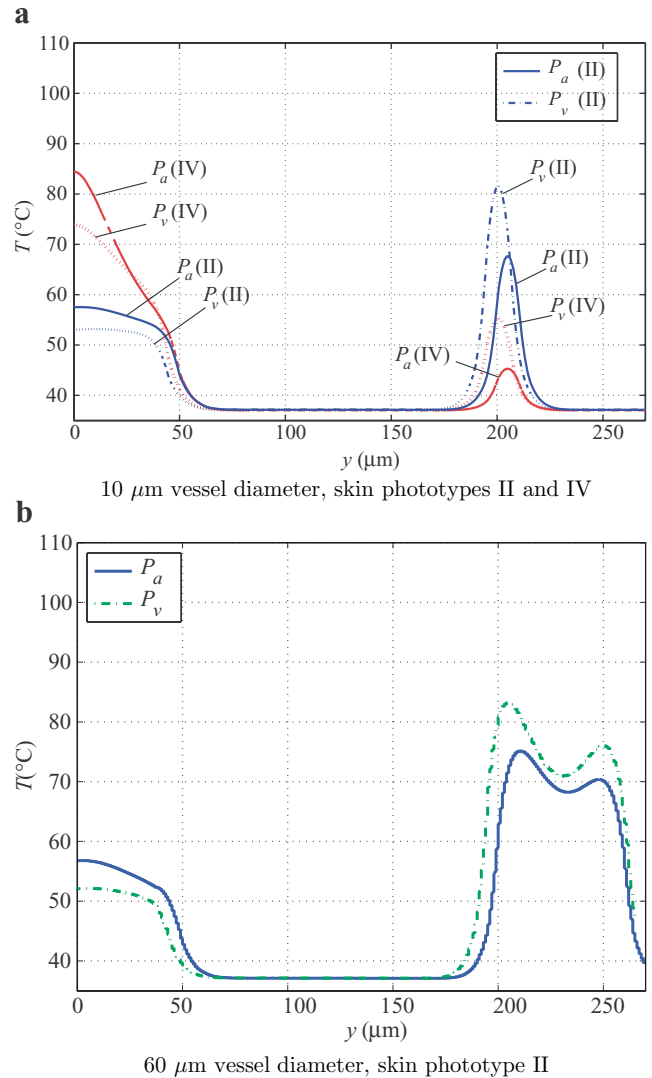 a
110
100
90
80
70
60
50
40
T (°C)
P_a (II)
P_v (II)
P_a(IV)
P_v(IV)
P_a(II)
P_v(II)
P_v(II)
P_a(II)
P_v(IV)
P_a(IV)
0 50 100 150 200 250
y (μm)
10 μm vessel diameter, skin phototypes II and IV
b
110
100
90
80
70
60
50
40
T(°C)
P_a
P_v
0 50 100 150 200 250
y (μm)
60 μm vessel diameter, skin phototype II